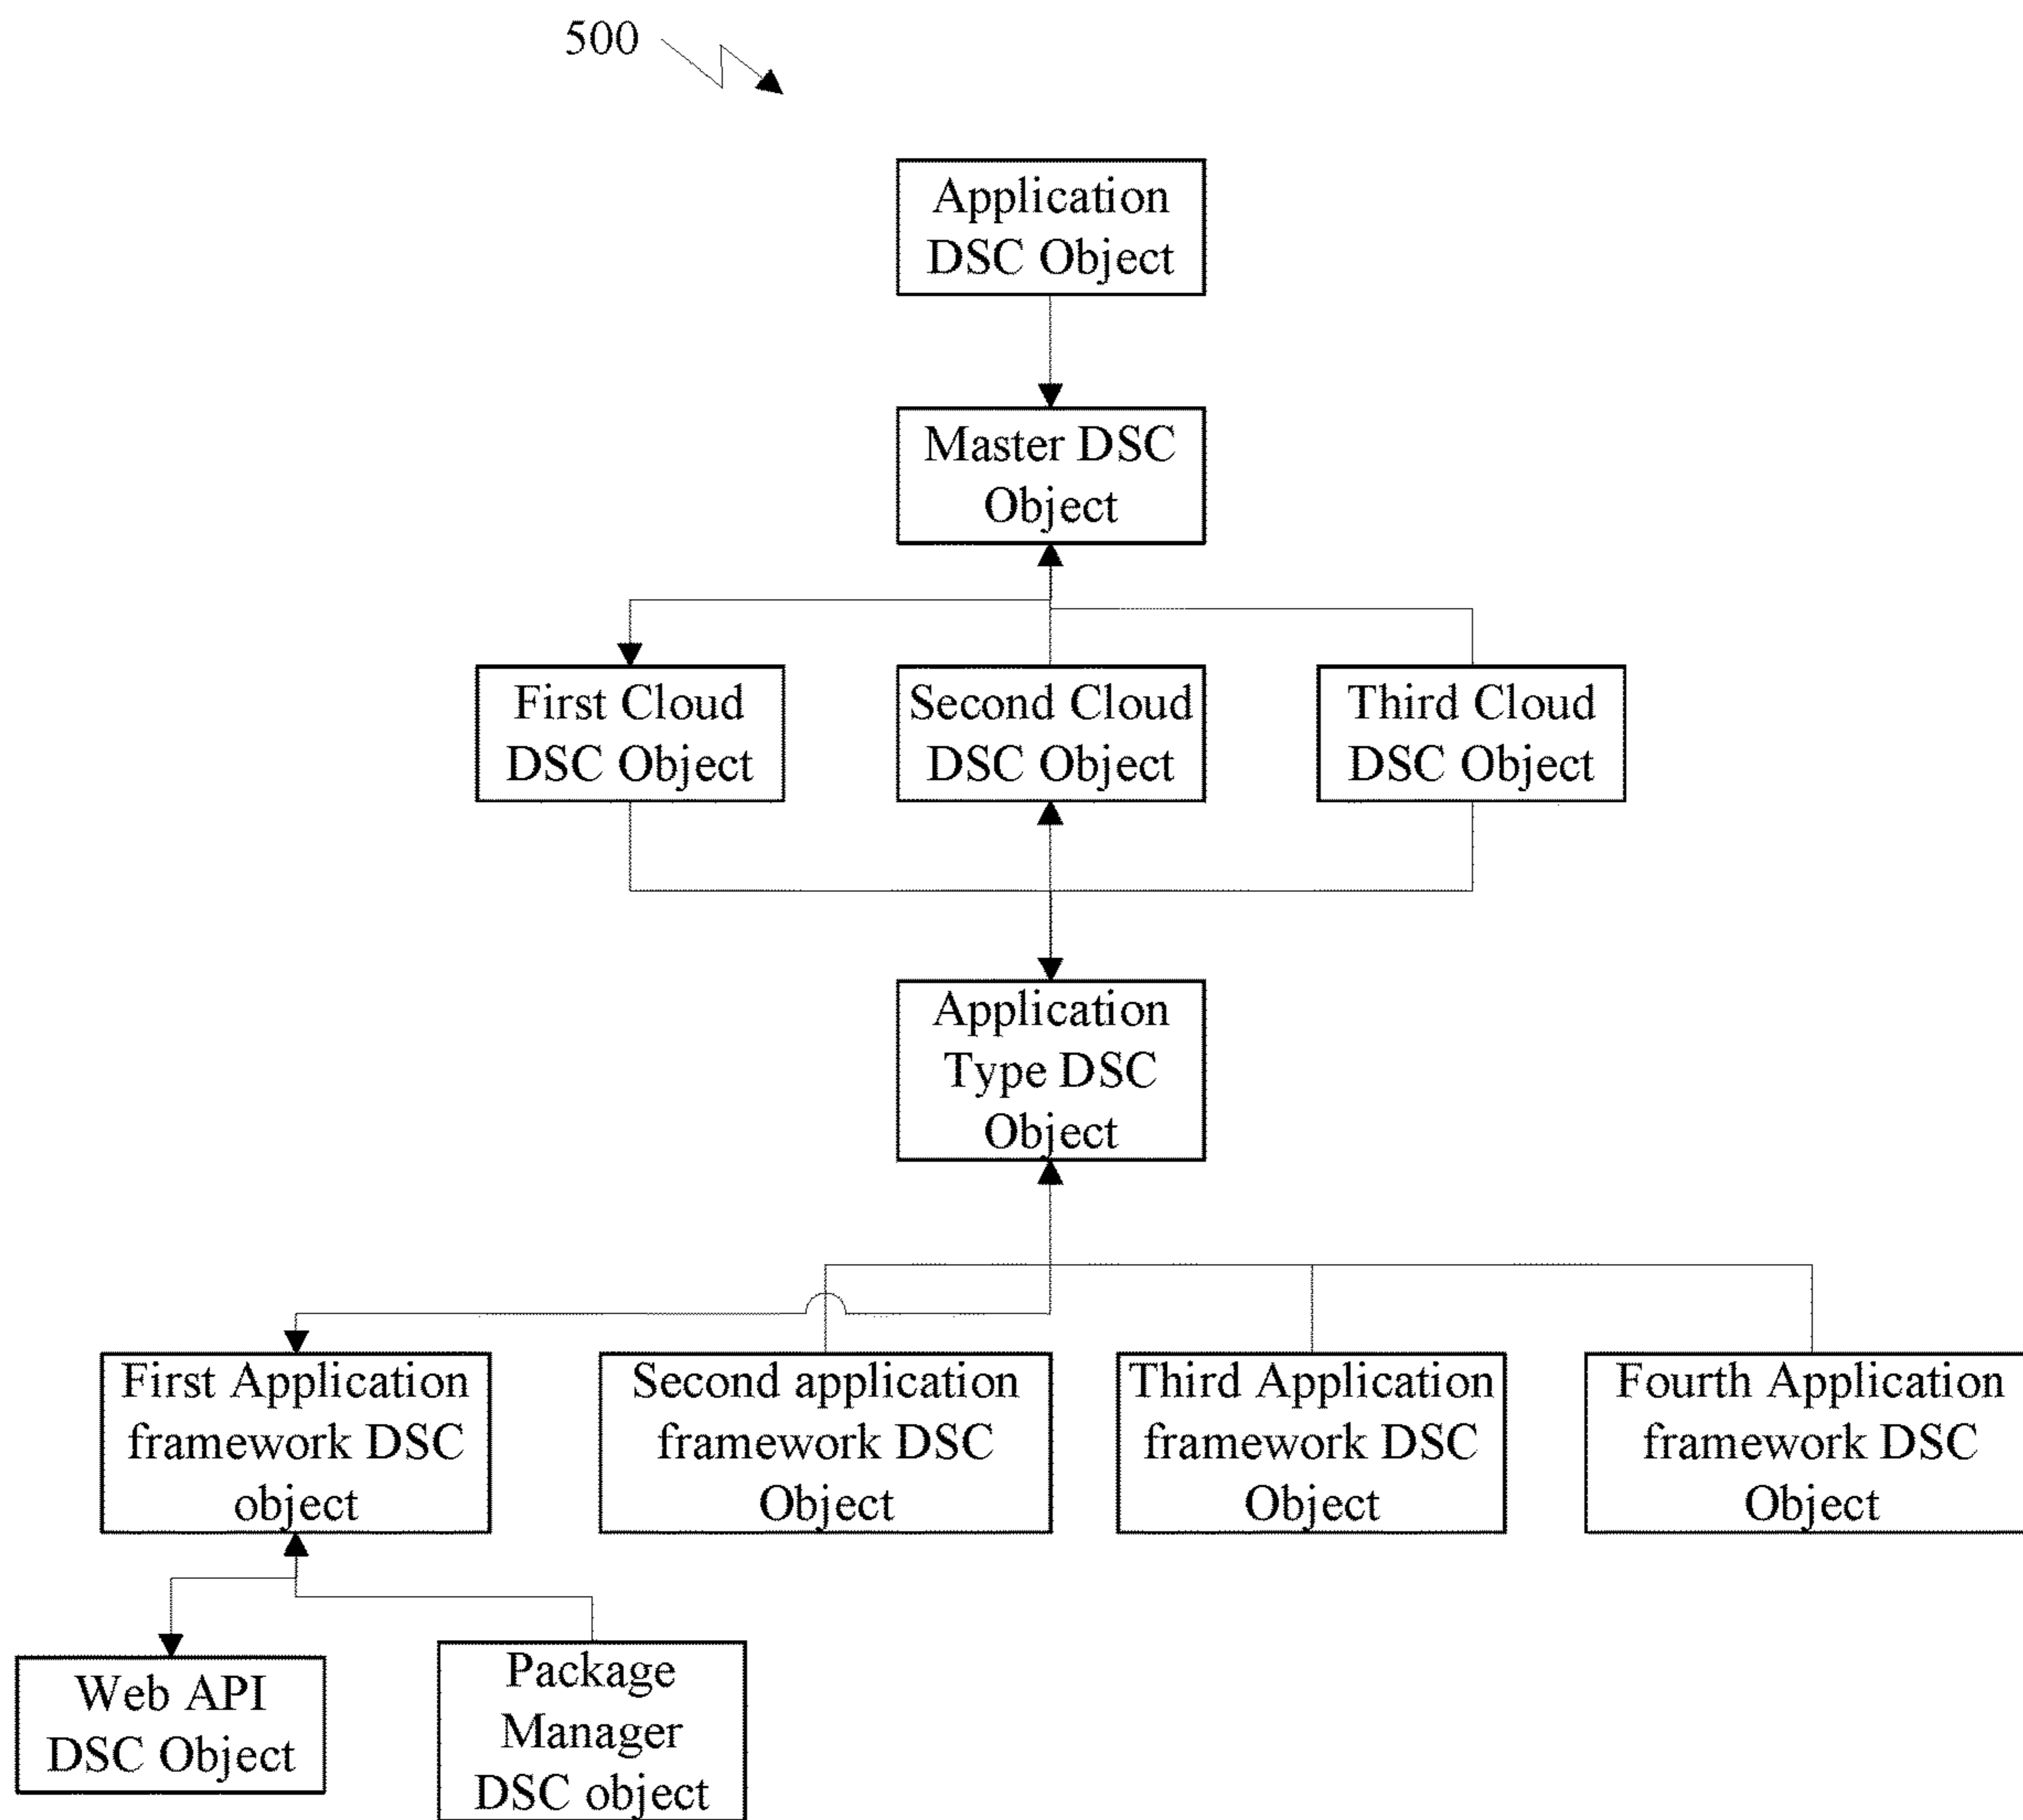 500
Application
DSC Object
Master DSC
Object
First Cloud
DSC Object
Second Cloud
DSC Object
Third Cloud
DSC Object
Application
Type DSC
Object
First Application
framework DSC
object
Second application
framework DSC
Object
Third Application
framework DSC
Object
Fourth Application
framework DSC
Object
Web API
DSC Object
Package
Manager
DSC object